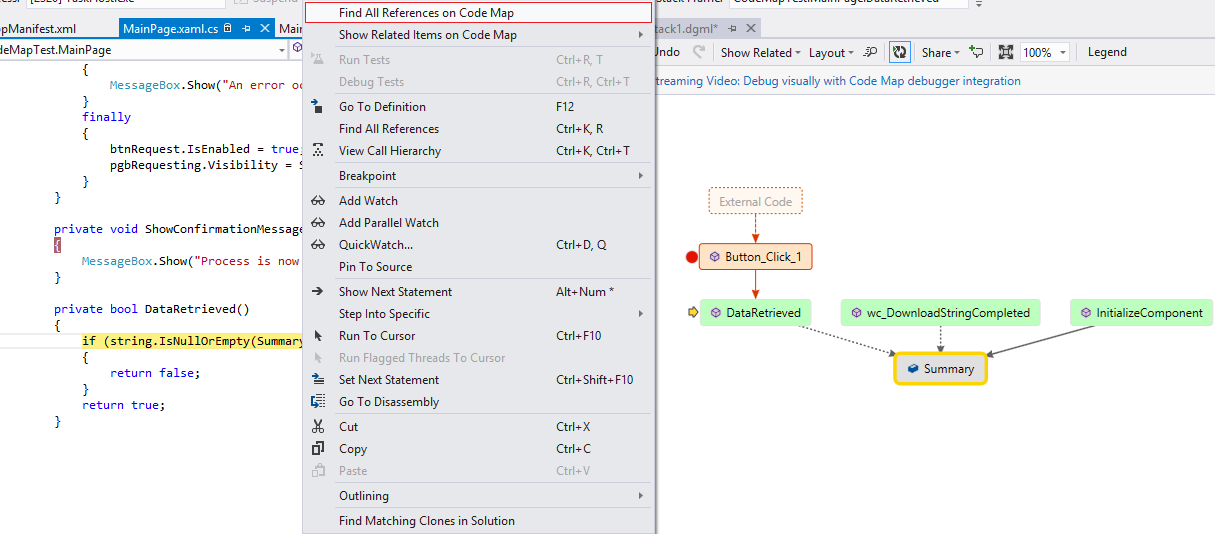 Find All References on Code Map
Show Related Items on Code Map
Run Tests Ctrl+R, T
Debug Tests Ctrl+R, Ctrl+T
Go To Definition F12
Find All References Ctrl+K, R
View Call Hierarchy Ctrl+K, Ctrl+T
Breakpoint
Add Watch
Add Parallel Watch
QuickWatch... Ctrl+D, Q
Pin To Source
Show Next Statement Alt+Num *
Step Into Specific
Run To Cursor Ctrl+F10
Run Flagged Threads To Cursor
Set Next Statement Ctrl+Shift+F10
Go To Disassembly
Cut Ctrl+X
Copy Ctrl+C
Paste Ctrl+V
Outlining
Find Matching Clones in Solution
ppManifest.xml MainPage.xaml.cs Main
deMapTest.MainPage
{
MessageBox.Show("An error oc
}
finally
{
btnRequest.IsEnabled = true;
pgbRequesting.Visibility = S
}
}
private void ShowConfirmationMessage
{
MessageBox.Show("Process is now
}
private bool DataRetrieved()
{
if (string.IsNullOrEmpty(Summary
{
return false;
}
return true;
}
tack1.dgml*
Undo Show Related Layout Share 100% Legend
treaming Video: Debug visually with Code Map debugger integration
External Code
Button_Click_1
DataRetrieved wc_DownloadStringCompleted InitializeComponent
Summary